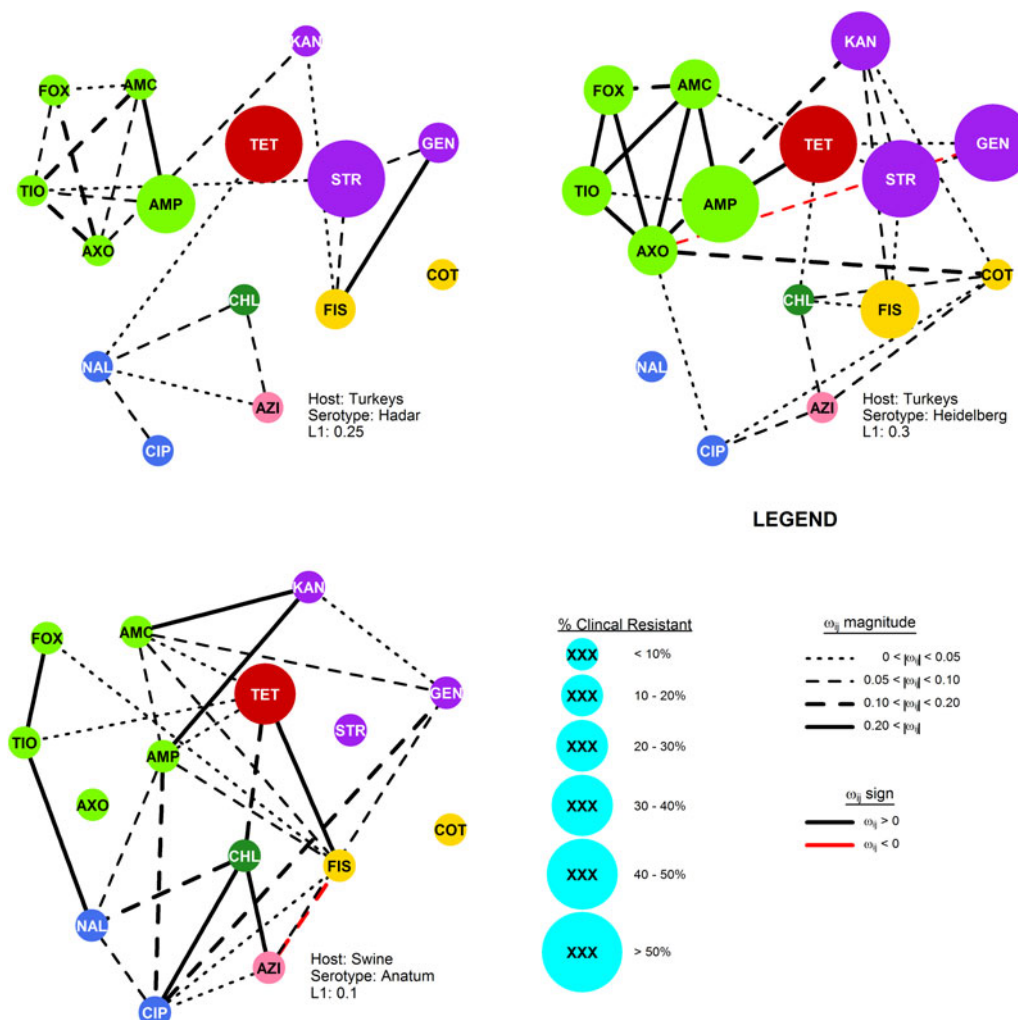 KAN
FOX
AMC
TET
GEN
STR
TIO
AMP
AXO
COT
CHL
FIS
NAL
AZI
CIP
Host: Turkeys
Serotype: Hadar
L1: 0.25
KAN
FOX
AMC
TET
GEN
STR
TIO
AMP
AXO
COT
CHL
FIS
NAL
AZI
CIP
Host: Turkeys
Serotype: Heidelberg
L1: 0.3
KAN
FOX
AMC
TET
GEN
STR
TIO
AMP
AXO
COT
CHL
FIS
NAL
AZI
CIP
Host: Swine
Serotype: Anatum
L1: 0.1
LEGEND
% Clincal Resistant
XXX < 10%
XXX 10 - 20%
XXX 20 - 30%
XXX 30 - 40%
XXX 40 - 50%
XXX > 50%
ωij magnitude
0 < |ωij| < 0.05
0.05 < |ωij| < 0.10
0.10 < |ωij| < 0.20
0.20 < |ωij|
ωij sign
ωij > 0
ωij < 0